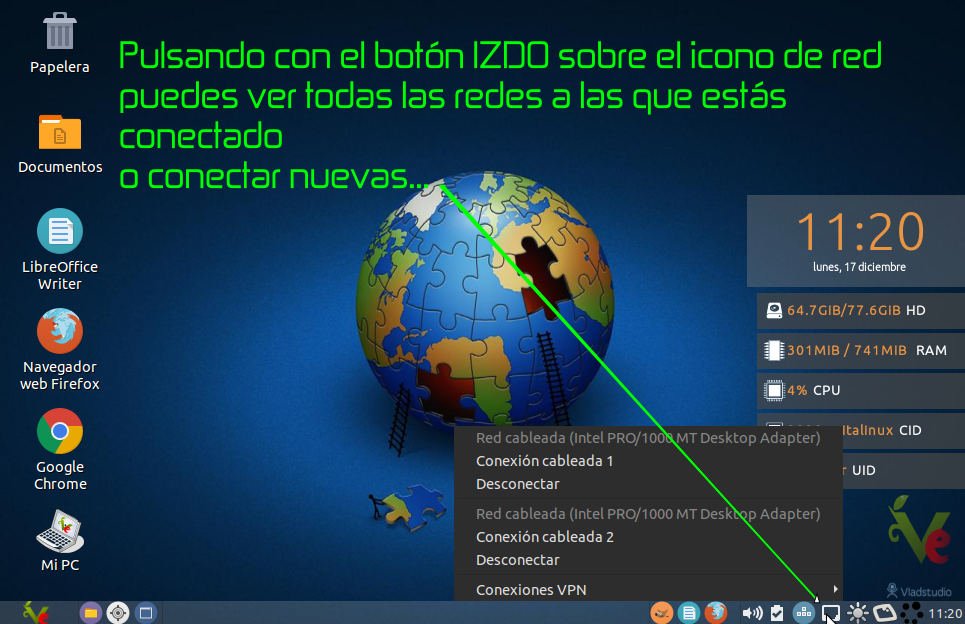 Papelera
Pulsando con el botón IZDO sobre el icono de red
puedes ver todas las redes a las que estás
conectado
o conectar nuevas...
Documentos
LibreOffice
Writer
Navegador
web Firefox
Google
Chrome
Mi PC
11:20
lunes, 17 diciembre
64.7GIB/77.6GIB HD
301MIB / 741MIB RAM
4% CPU
italinux CID
UID
Red cableada (Intel PRO/1000 MT Desktop Adapter)
Conexión cableada 1
Desconectar
Red cableada (Intel PRO/1000 MT Desktop Adapter)
Conexión cableada 2
Desconectar
Conexiones VPN
Ve
Vladstudio
11:20